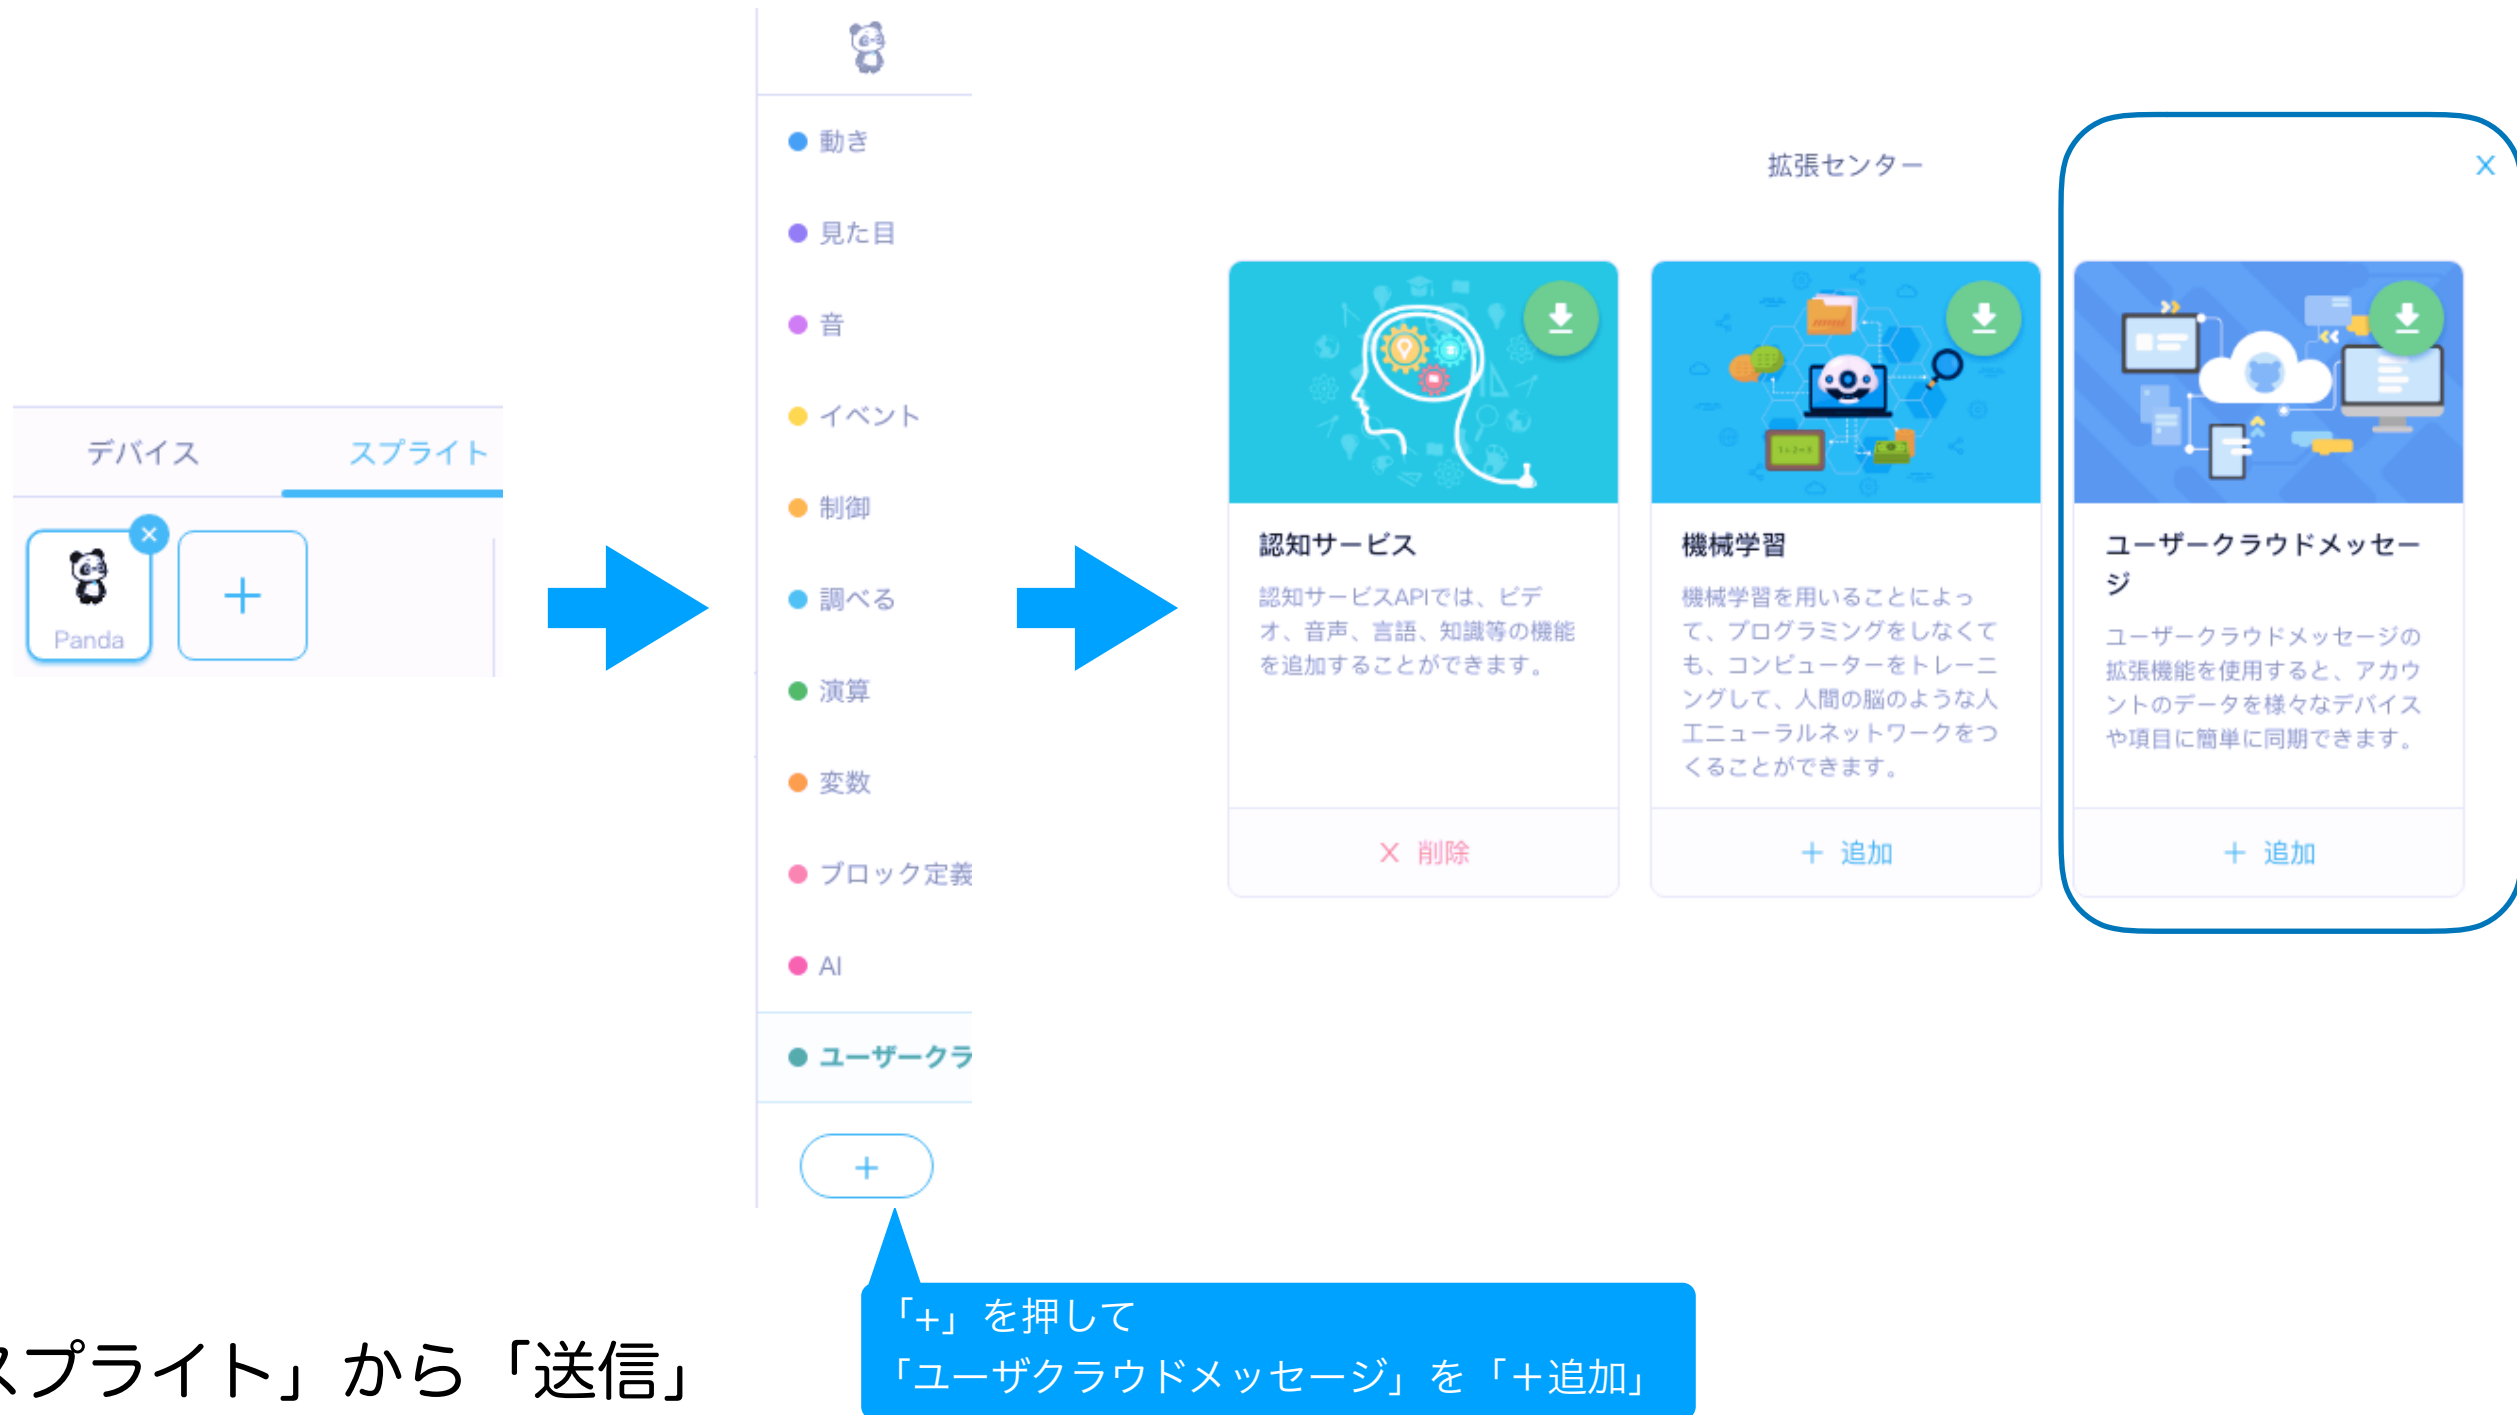 デバイス
スプライト
Panda
動き
見た目
音
イベント
制御
調べる
演算
変数
ブロック定義
AI
ユーザークラ
+
拡張センター
認知サービス
認知サービスAPIでは、ビデ
オ、音声、言語、知識等の機能
を追加することができます。
× 削除
機械学習
機械学習を用いることによっ
て、プログラミングをしなくて
も、コンピューターをトレーニ
ングして、人間の脳のような人
工ニューラルネットワークをつ
くることができます。
+ 追加
ユーザークラウドメッセー
ジ
ユーザークラウドメッセージの
拡張機能を使用すると、アカウ
ントのデータを様々なデバイス
や項目に簡単に同期できます。
+ 追加
「+」を押して
「ユーザクラウドメッセージ」を「＋追加」
スプライト」から「送信」